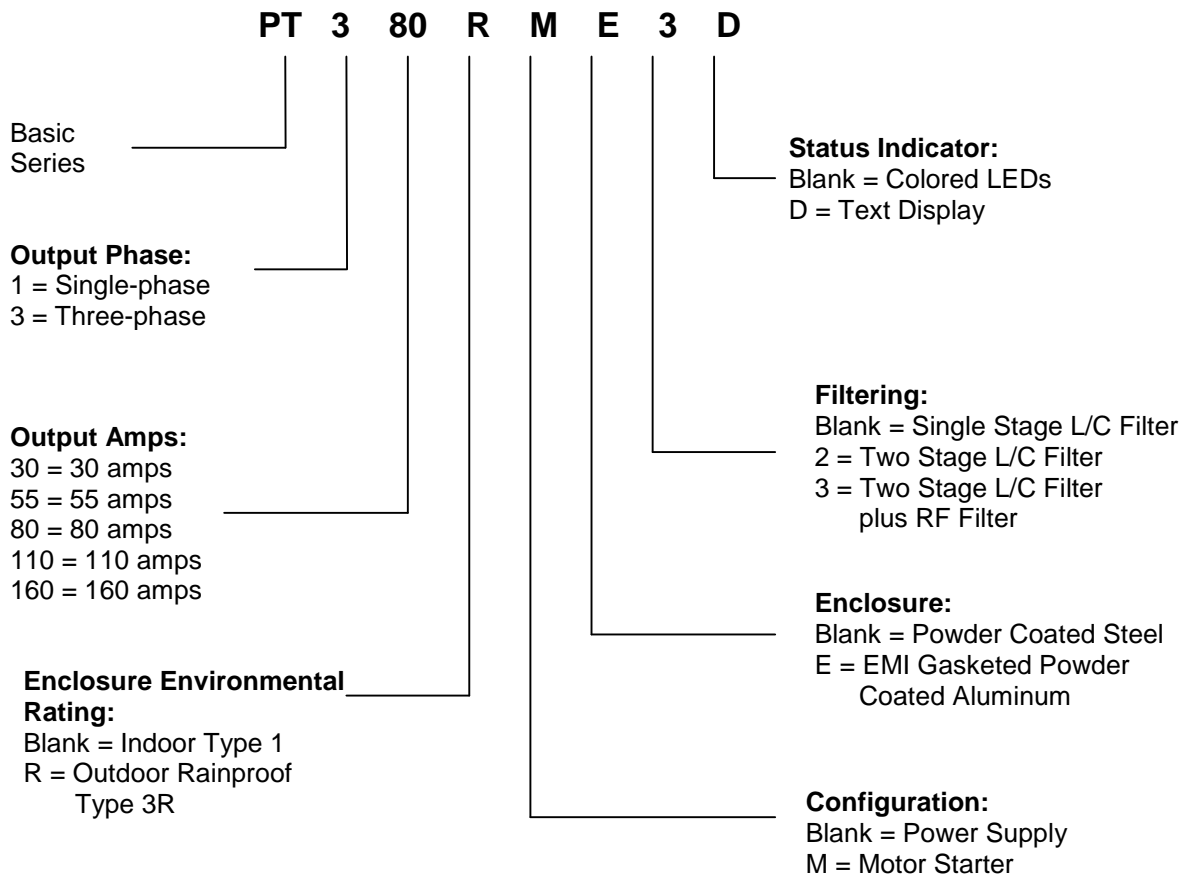 PT 3 80 R M E 3 D
Basic
Series
Output Phase:
1 = Single-phase
3 = Three-phase
Output Amps:
30 = 30 amps
55 = 55 amps
80 = 80 amps
110 = 110 amps
160 = 160 amps
Enclosure Environmental
Rating:
Blank = Indoor Type 1
R = Outdoor Rainproof
Type 3R
Status Indicator:
Blank = Colored LEDs
D = Text Display
Filtering:
Blank = Single Stage L/C Filter
2 = Two Stage L/C Filter
3 = Two Stage L/C Filter
plus RF Filter
Enclosure:
Blank = Powder Coated Steel
E = EMI Gasketed Powder
Coated Aluminum
Configuration:
Blank = Power Supply
M = Motor Starter